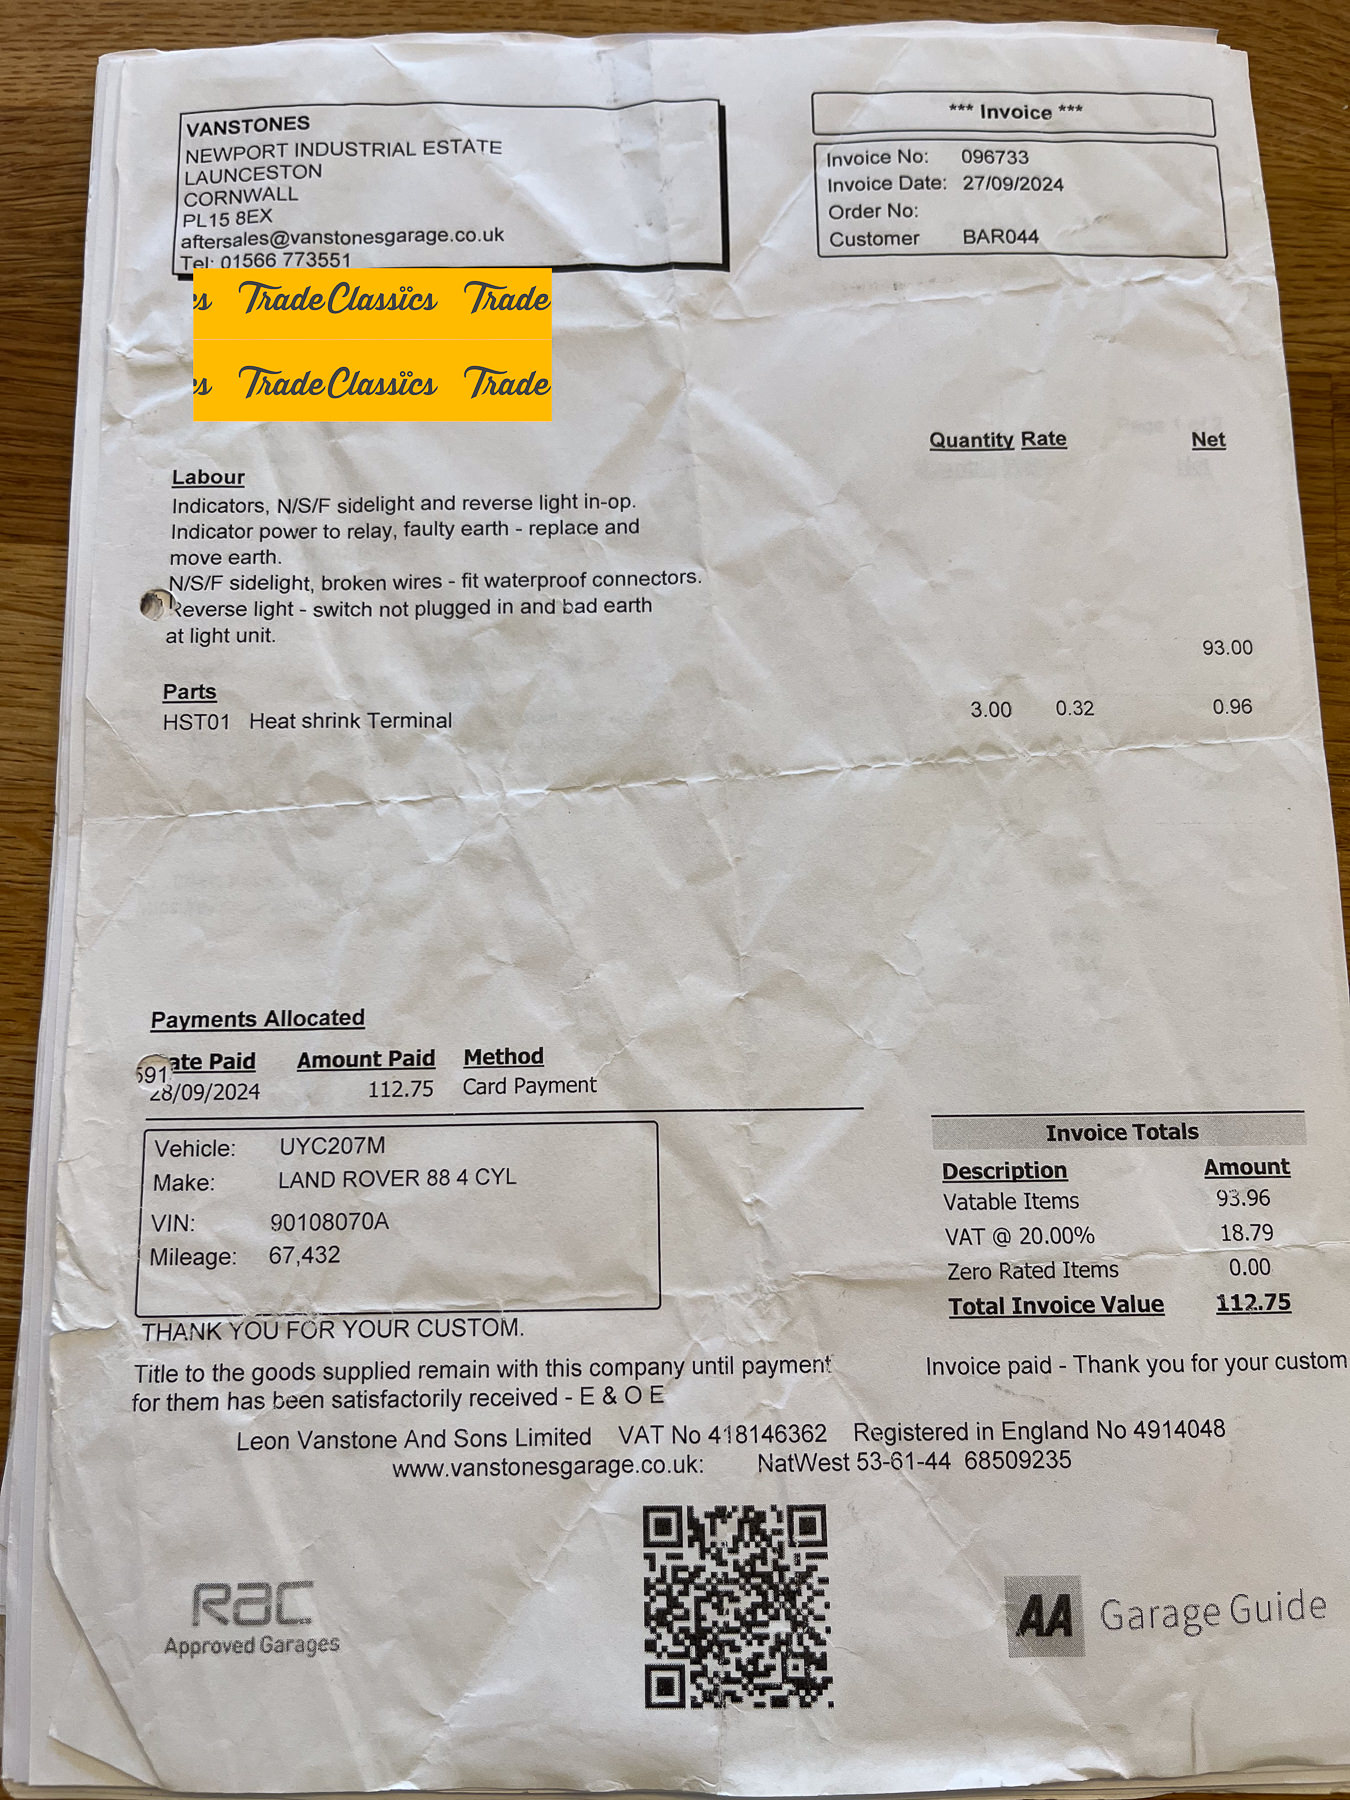 VANSTONES
NEWPORT INDUSTRIAL ESTATE
LAUNCESTON
CORNWALL
PL15 8EX
aftersales@vanstonesgarage.co.uk
Tel: 01566 773551
*** Invoice ***
Invoice No: 096733
Invoice Date: 27/09/2024
Order No:
Customer BAR044
Trade Classïcs Trade
Trade Classïcs Trade
Quantity Rate Net
Labour
Indicators, N/S/F sidelight and reverse light in-op.
Indicator power to relay, faulty earth - replace and
move earth.
N/S/F sidelight, broken wires - fit waterproof connectors.
Reverse light - switch not plugged in and bad earth
at light unit.
93.00
Parts
HST01 Heat shrink Terminal 3.00 0.32 0.96
Payments Allocated
ate Paid Amount Paid Method
591
28/09/2024 112.75 Card Payment
Vehicle: UYC207M
Make: LAND ROVER 88 4 CYL
VIN: 90108070A
Mileage: 67,432
Invoice Totals
Description Amount
Vatable Items 93.96
VAT @ 20.00% 18.79
Zero Rated Items 0.00
Total Invoice Value 112.75
THANK YOU FOR YOUR CUSTOM.
Title to the goods supplied remain with this company until payment
for them has been satisfactorily received - E & O E
Invoice paid - Thank you for your custom
Leon Vanstone And Sons Limited VAT No 418146362 Registered in England No 4914048
www.vanstonesgarage.co.uk: NatWest 53-61-44 68509235
RAC
Approved Garages
AA Garage Guide